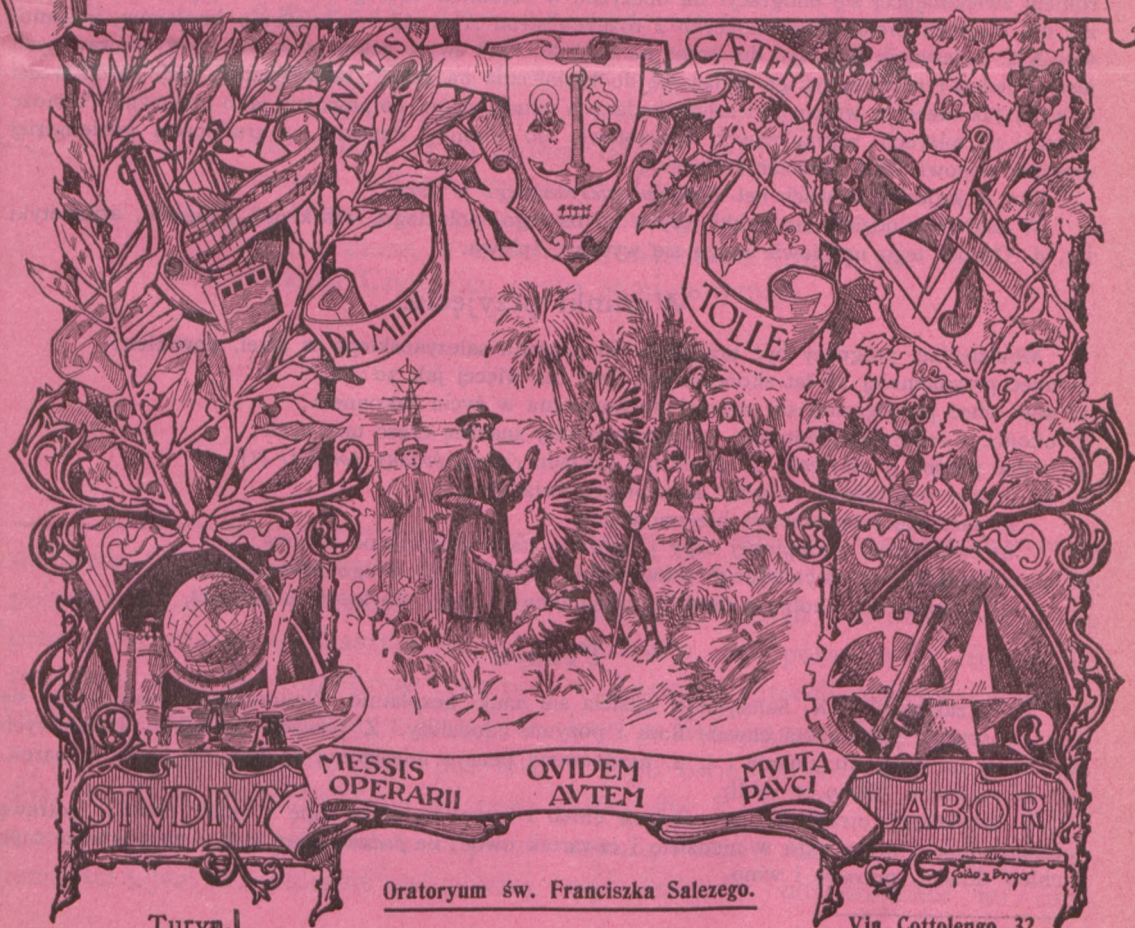 ANIMAS
CÆTERA
DA MIHI
TOLLE
MESSIS QVIDEM MVLTA
OPERARII AVTEM PAVCI
STVDIVM
LABOR
Oratoryum św. Franciszka Salezego.
Turyn
Via Cottolengo 32